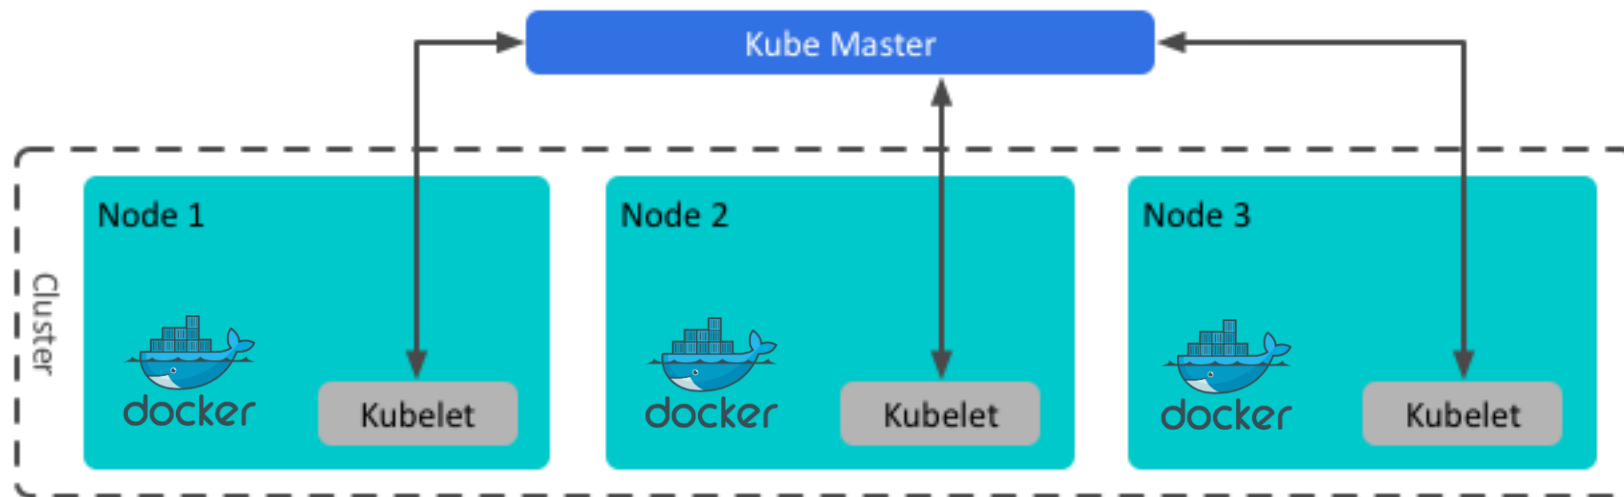 Kube Master
Node 1
Node 2
Node 3
Cluster
docker
Kubelet
docker
Kubelet
docker
Kubelet